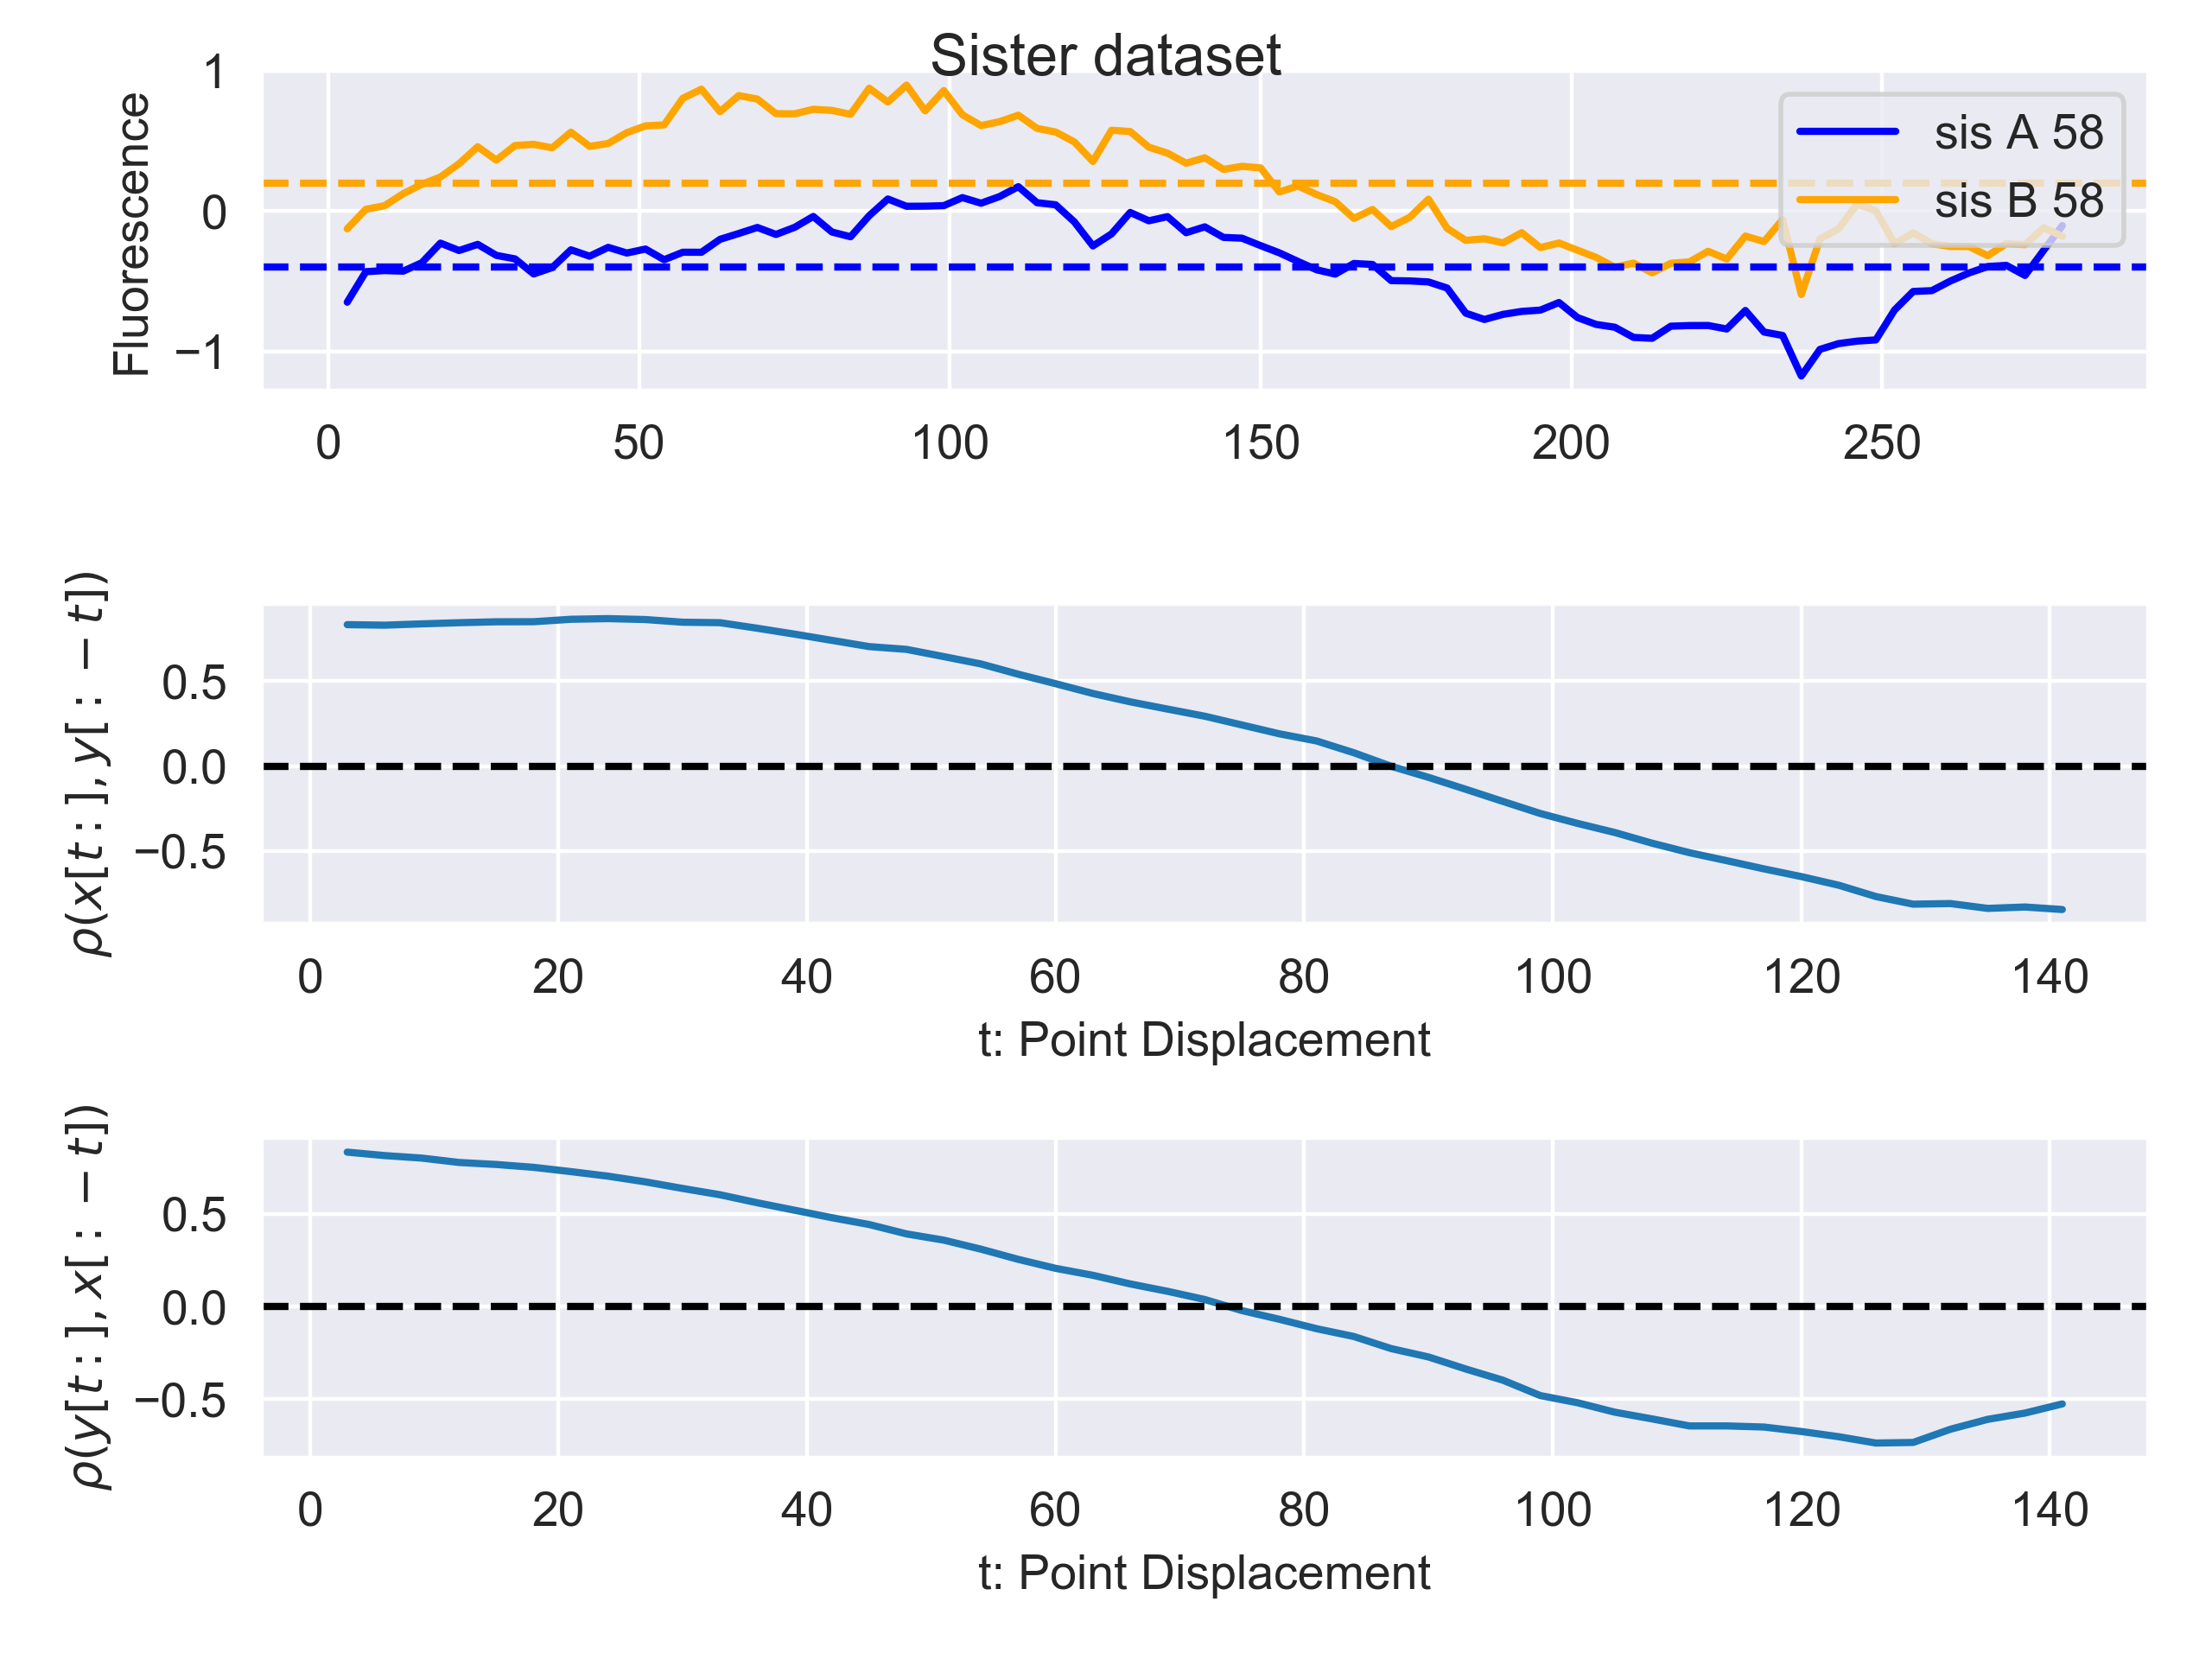 Sister dataset
Fluorescence
1
0
−1
sis A 58
sis B 58
0 50 100 150 200 250
ρ(x[t:], y[: − t])
0.5
0.0
−0.5
0 20 40 60 80 100 120 140
t: Point Displacement
ρ(y[t:], x[: − t])
0.5
0.0
−0.5
0 20 40 60 80 100 120 140
t: Point Displacement